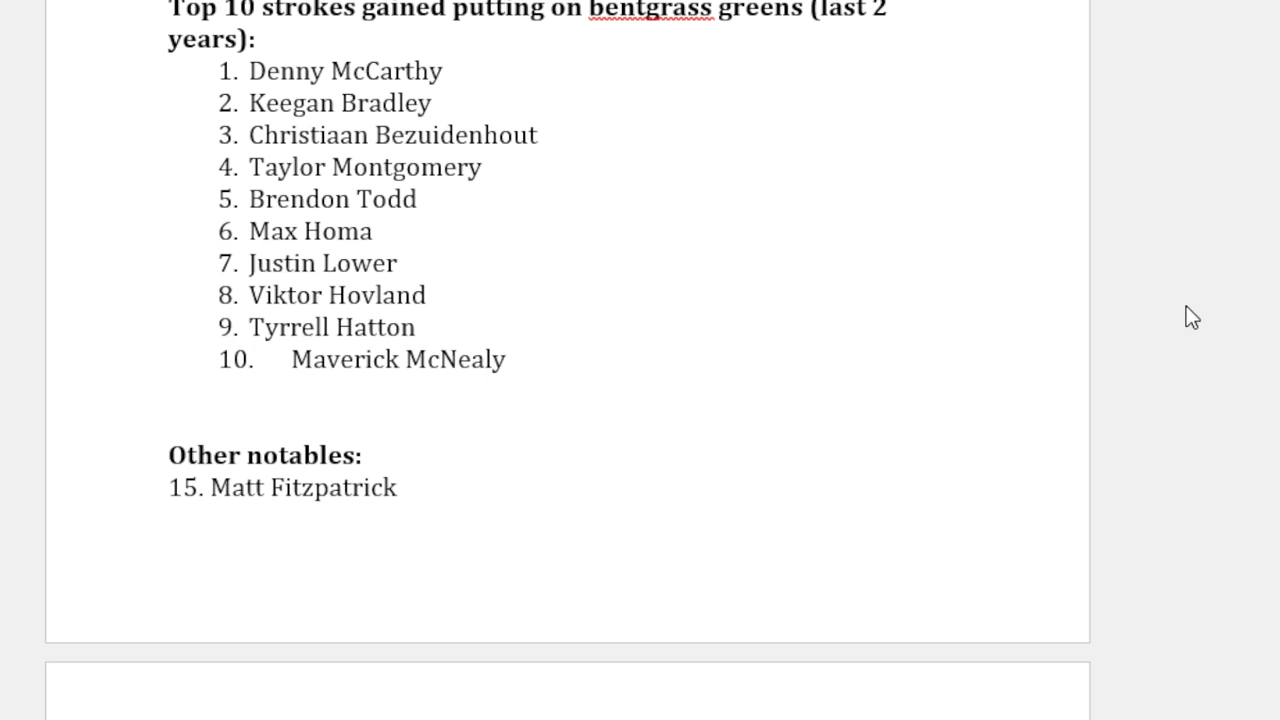 Top 10 strokes gained putting on bentgrass greens (last 2
years):
1. Denny McCarthy
2. Keegan Bradley
3. Christiaan Bezuidenhout
4. Taylor Montgomery
5. Brendon Todd
6. Max Homa
7. Justin Lower
8. Viktor Hovland
9. Tyrrell Hatton
10. Maverick McNealy
Other notables:
15. Matt Fitzpatrick